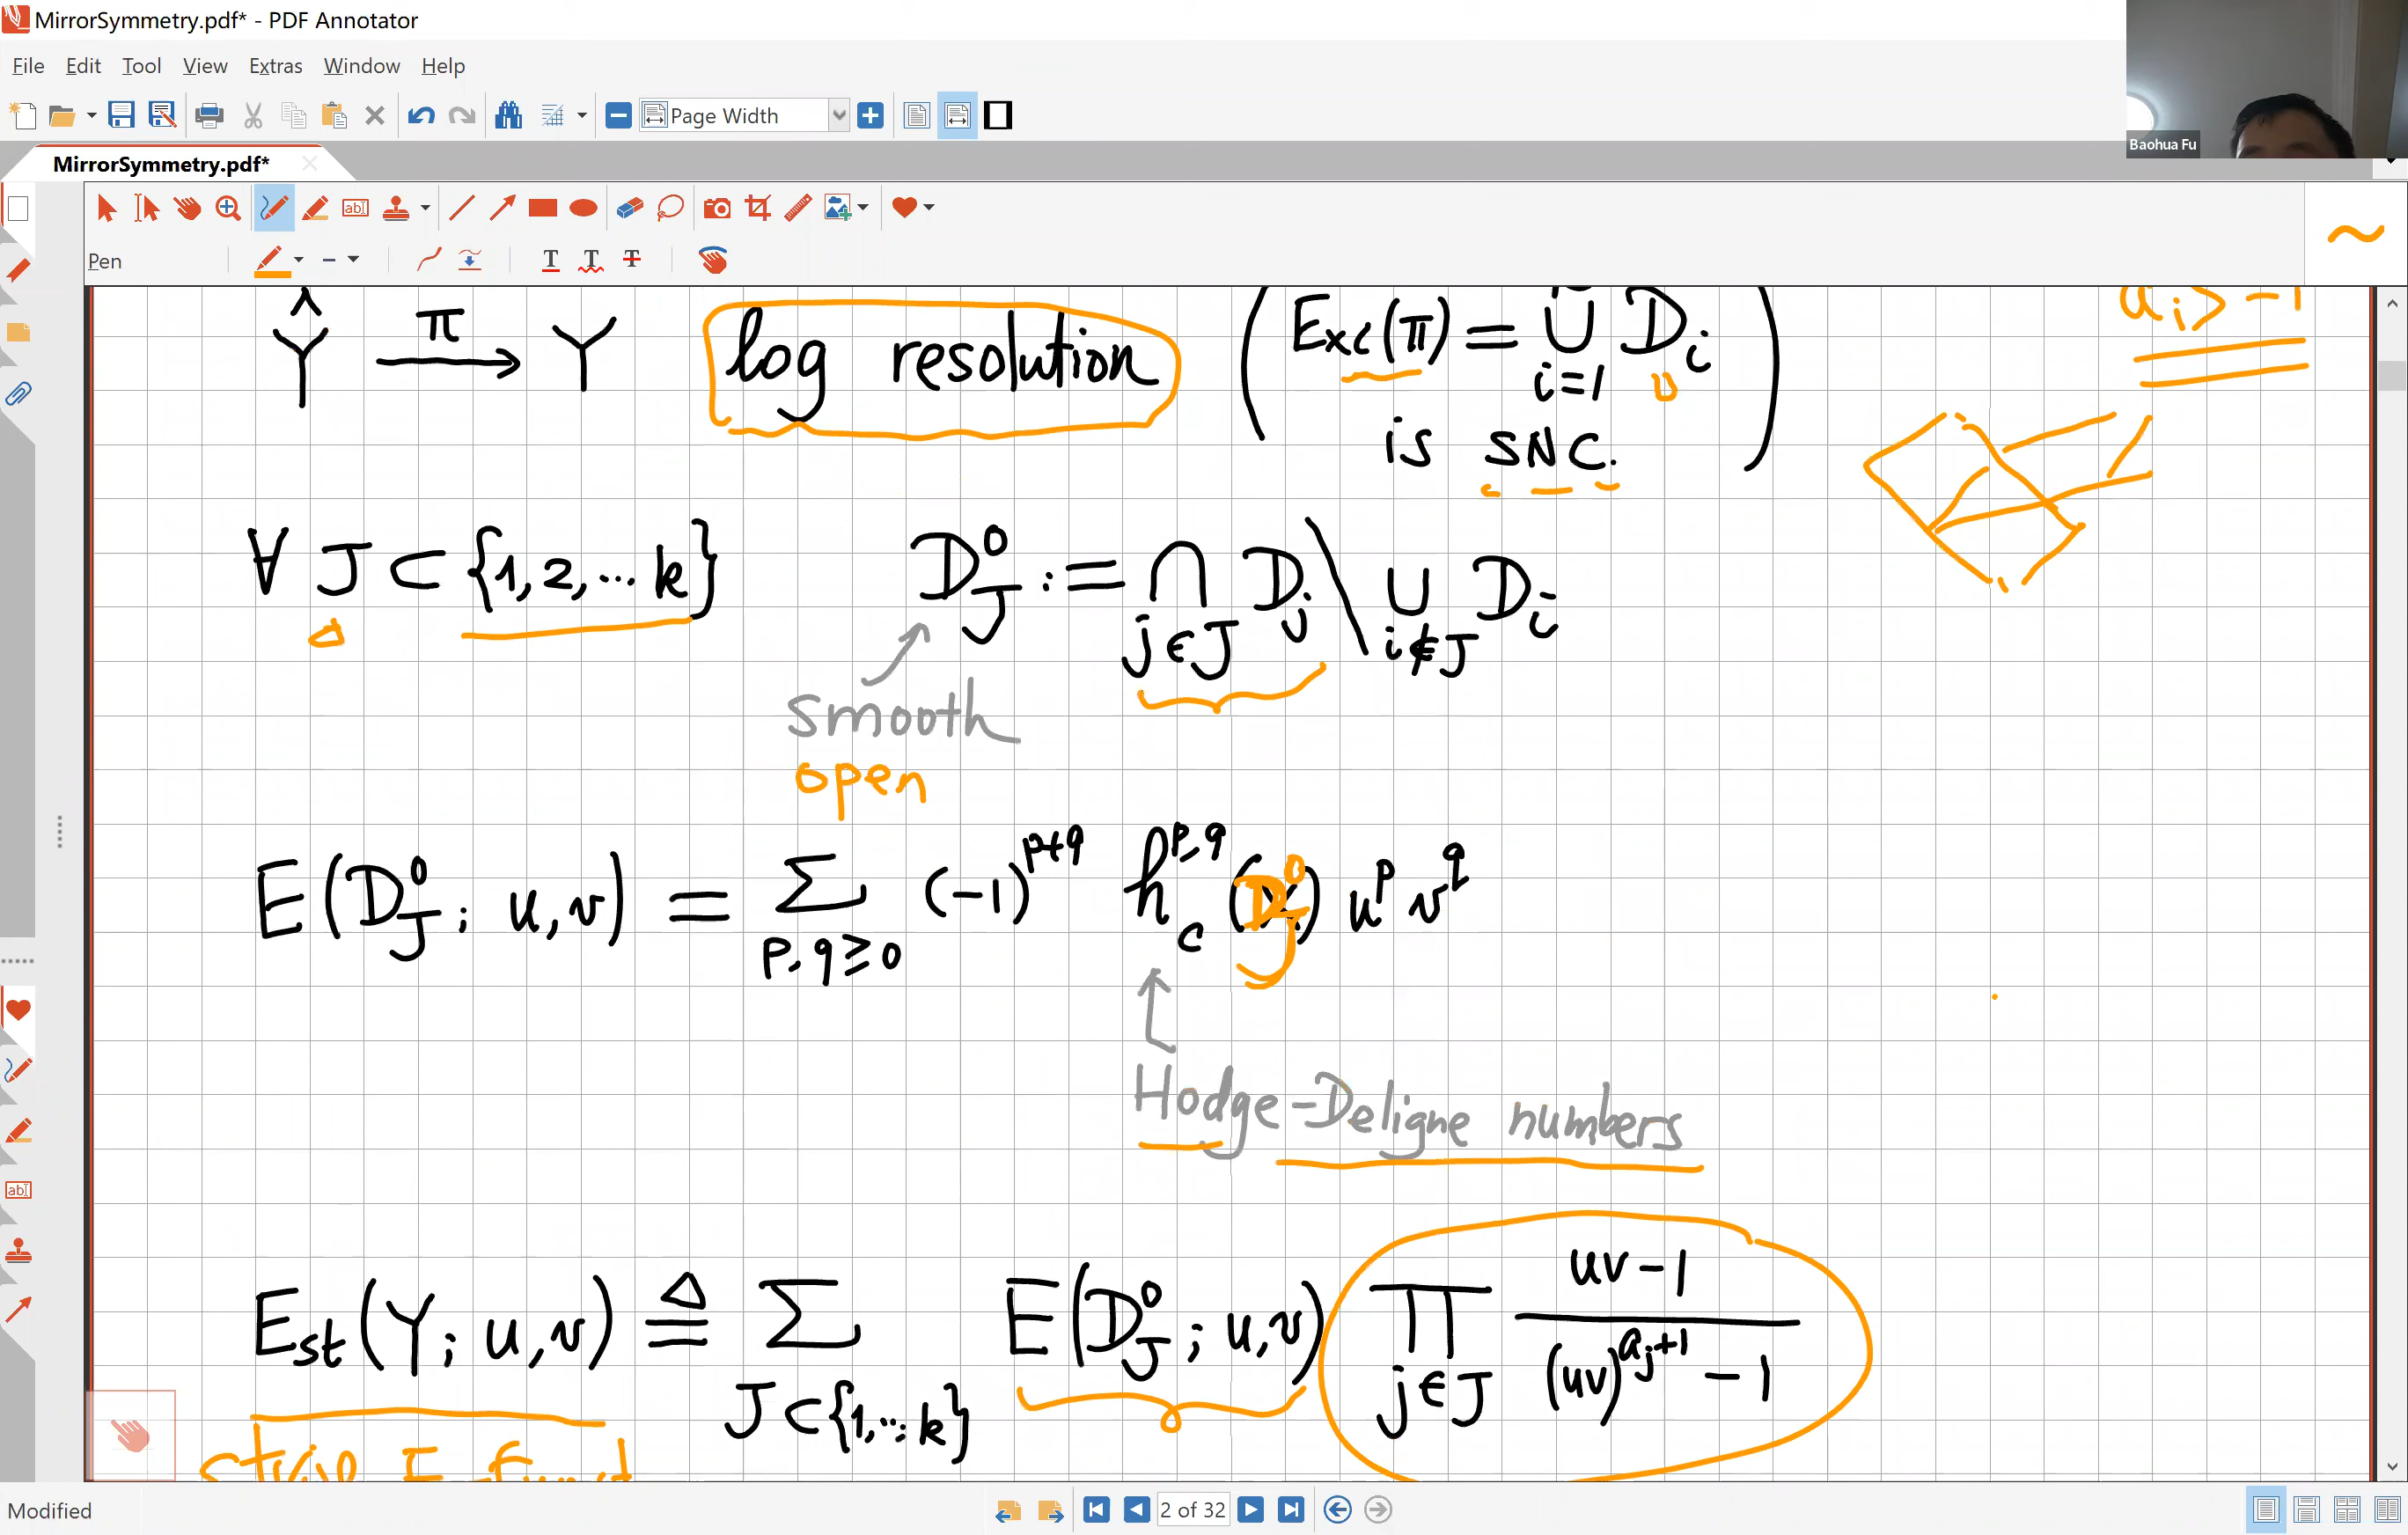 MirrorSymmetry.pdf* - PDF Annotator
File Edit Tool View Extras Window Help
Page Width
Baohua Fu
MirrorSymmetry.pdf*
Pen
Ŷ —π→ Y log resolution (Exc(π) = ∪_{i=1} D_i
is SNC.)
a_i > -1
∀ J ⊂ {1,2,...k} D_J^0 := ∩_{j∈J} D_j \ ∪_{i∉J} D_i
smooth
open
E(D_J^0; u,v) = Σ_{p,q≥0} (-1)^{p+q} h_c^{p,q}(D_J^0) u^p v^q
Hodge-Deligne numbers
E_st(Y; u,v) ≜ Σ_{J⊂{1,...,k}} E(D_J^0; u,v) ∏_{j∈J} (uv-1)/((uv)^{a_j+1} - 1)
Modified
2 of 32